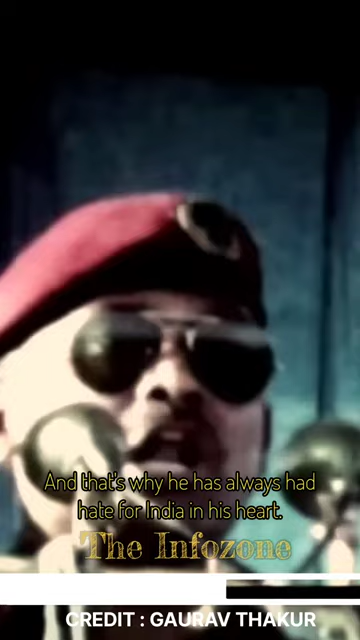 And that's why he has always had
hate for India in his heart.
The Infozone
CREDIT : GAURAV THAKUR